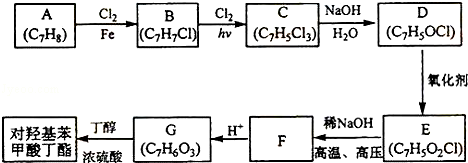 A
(C₇H₈)
Cl₂
Fe
B
(C₇H₇Cl)
Cl₂
hν
C
(C₇H₅Cl₃)
NaOH
H₂O
D
(C₇H₅OCl)
氧化剂
E
(C₇H₅O₂Cl)
稀NaOH
高温、高压
F
H⁺
G
(C₇H₆O₃)
丁醇
浓硫酸
对羟基苯
甲酸丁酯